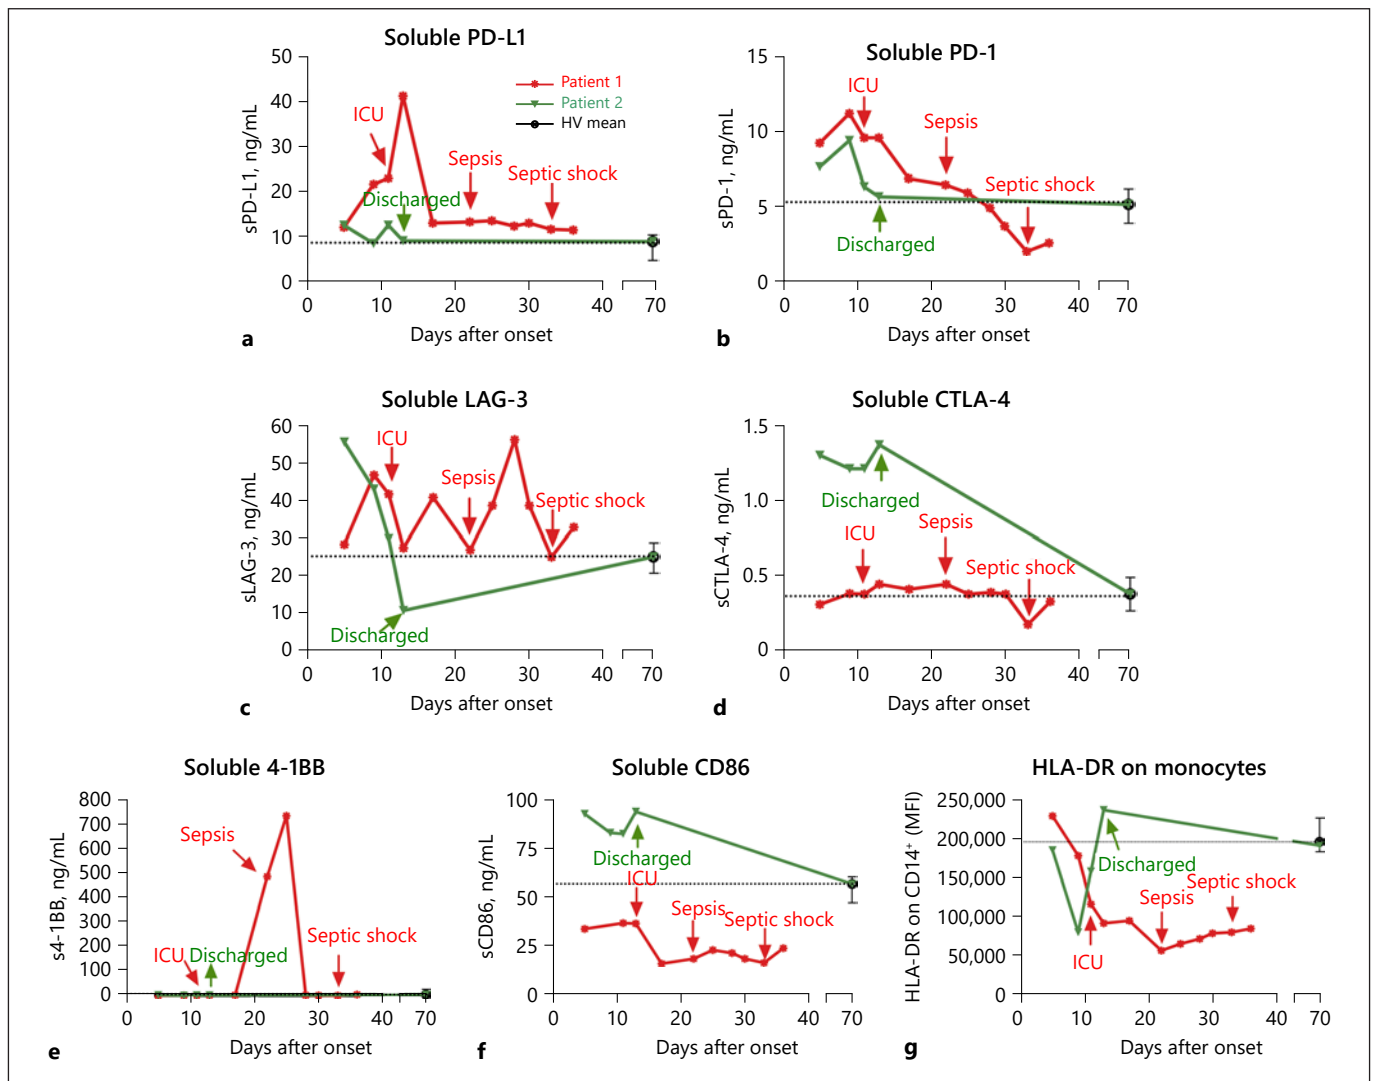 Soluble PD-L1
50
40
30
20
10
0
sPD-L1, ng/mL
Patient 1
Patient 2
HV mean
ICU
Discharged
Sepsis
Septic shock
0 10 20 30 40 70
Days after onset
a
Soluble PD-1
15
10
5
0
sPD-1, ng/mL
ICU
Sepsis
Septic shock
Discharged
0 10 20 30 40 70
Days after onset
b
Soluble LAG-3
60
50
40
30
20
10
0
sLAG-3, ng/mL
ICU
Sepsis
Septic shock
Discharged
0 10 20 30 40 70
Days after onset
c
Soluble CTLA-4
1.5
1.0
0.5
0
sCTLA-4, ng/mL
Discharged
ICU
Sepsis
Septic shock
0 10 20 30 40 70
Days after onset
d
Soluble 4-1BB
800
700
600
500
400
300
200
100
0
s4-1BB, ng/mL
Sepsis
ICU
Discharged
Septic shock
0 10 20 30 40 70
Days after onset
e
Soluble CD86
100
75
50
25
0
sCD86, ng/mL
Discharged
ICU
Sepsis
Septic shock
0 10 20 30 40 70
Days after onset
f
HLA-DR on monocytes
250,000
200,000
150,000
100,000
50,000
0
HLA-DR on CD14⁺ (MFI)
Discharged
Septic shock
Sepsis
ICU
0 10 20 30 40 70
Days after onset
g